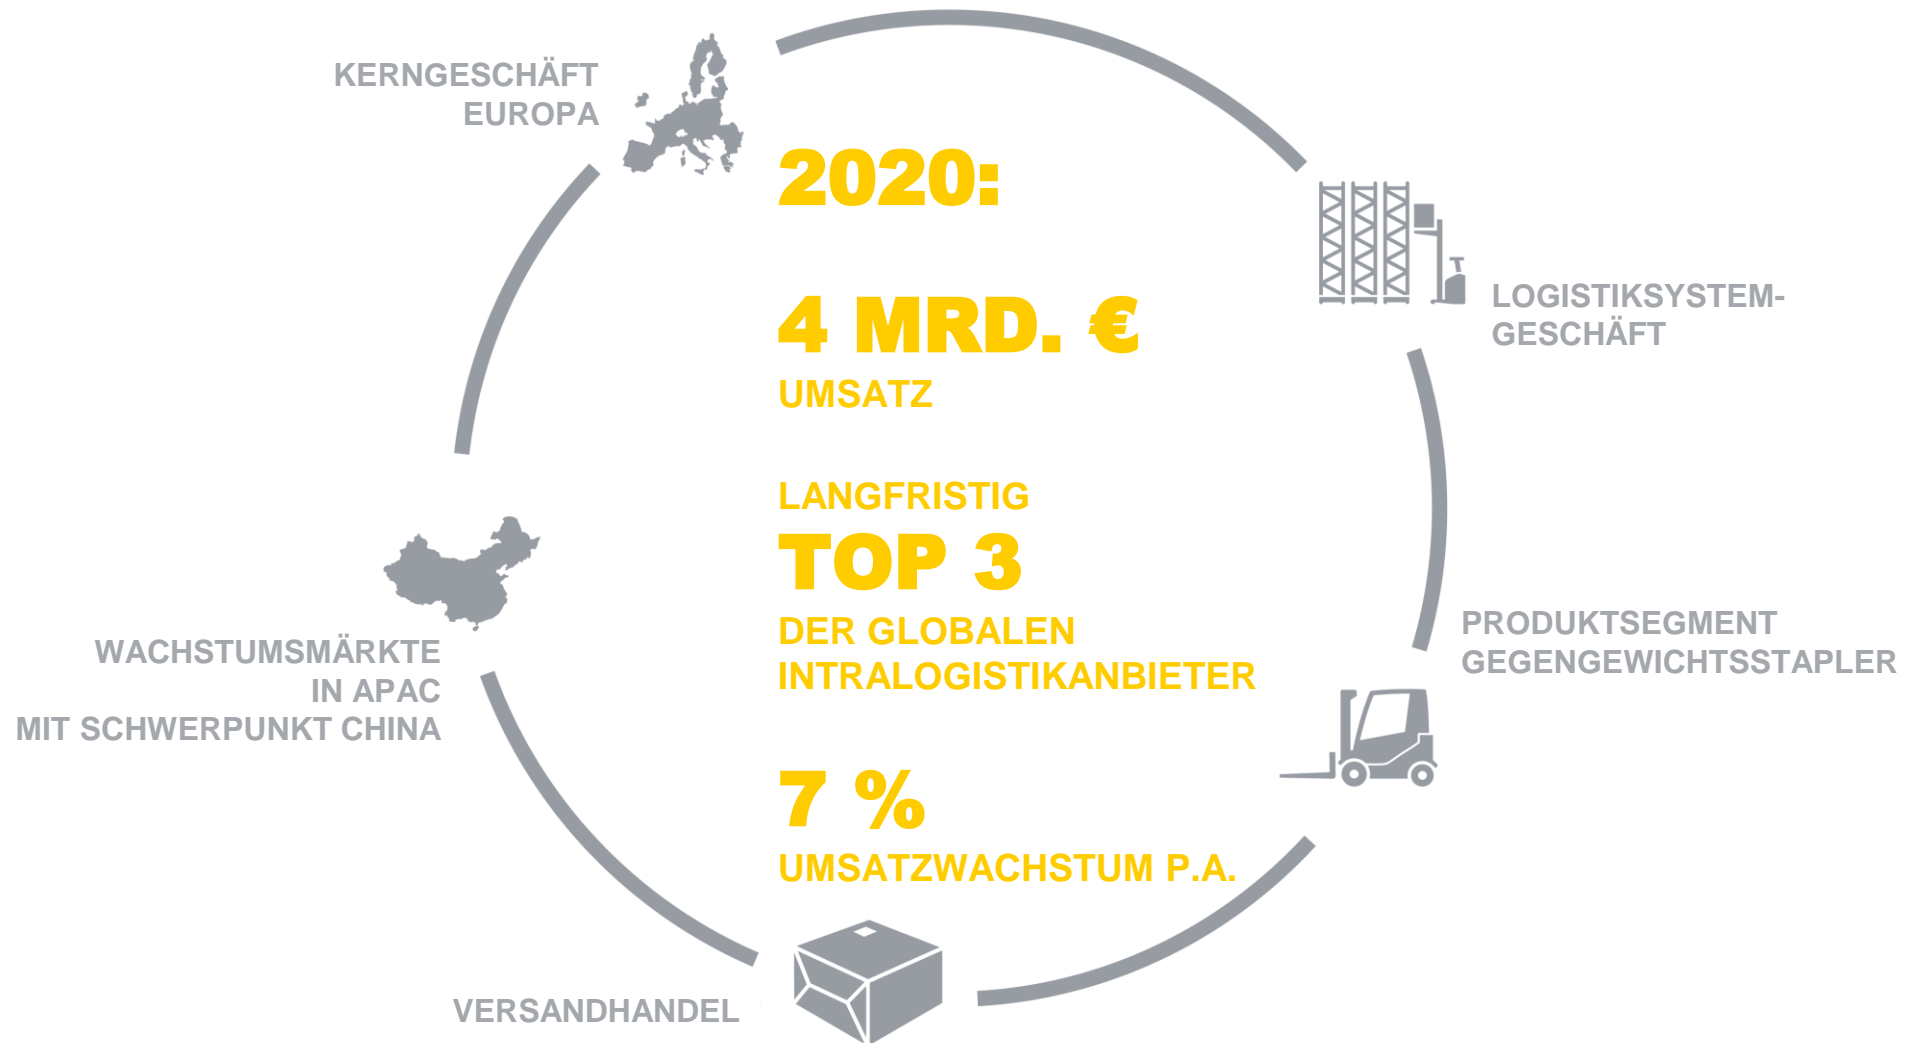 KERNGESCHÄFT
EUROPA
2020:
4 MRD. €
UMSATZ
LANGFRISTIG
TOP 3
DER GLOBALEN
INTRALOGISTIKANBIETER
7 %
UMSATZWACHSTUM P.A.
LOGISTIKSYSTEM-
GESCHÄFT
PRODUKTSEGMENT
GEGENGEWICHTSSTAPLER
WACHSTUMSMÄRKTE
IN APAC
MIT SCHWERPUNKT CHINA
VERSANDHANDEL